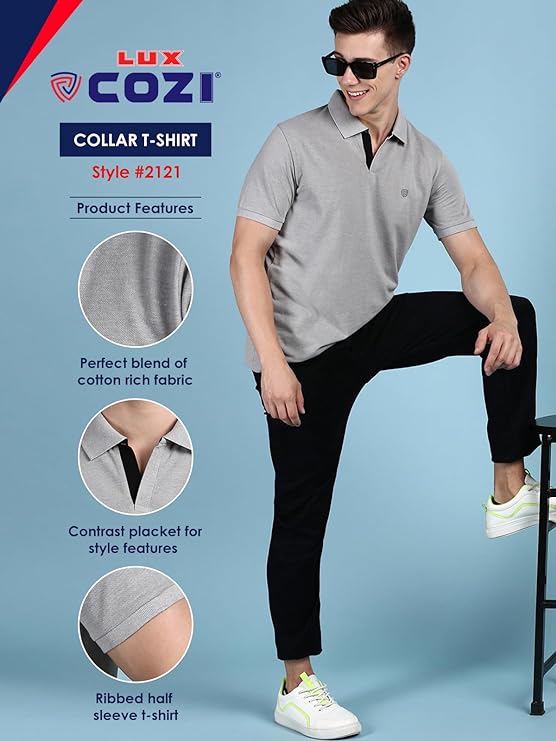 LUX
COZI®
COLLAR T-SHIRT
Style #2121
Product Features
Perfect blend of
cotton rich fabric
Contrast placket for
style features
Ribbed half
sleeve t-shirt